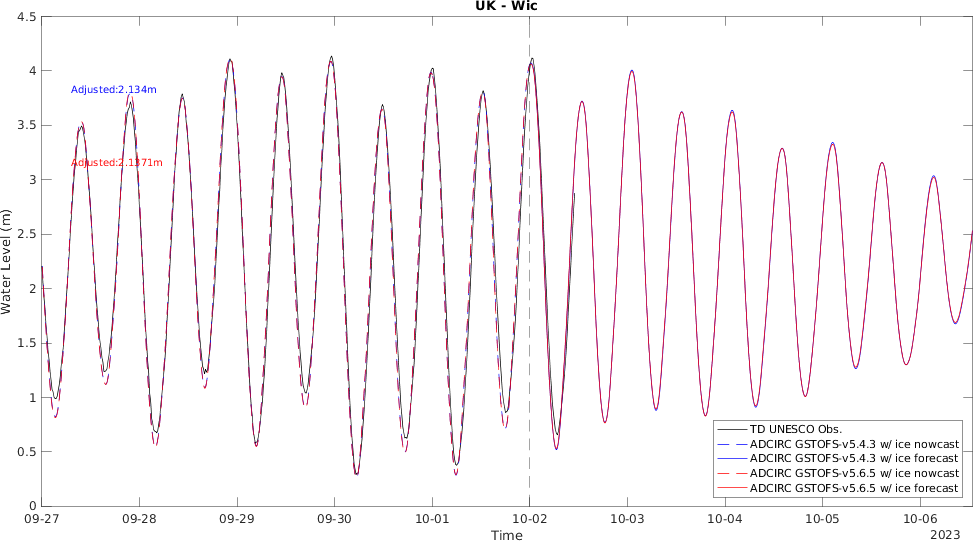 UK - Wic
4.5
4
3.5
3
2.5
2
1.5
1
0.5
0
Water Level (m)
Adjusted:2.134m
Adjusted:2.1371m
TD UNESCO Obs.
ADCIRC GSTOFS-v5.4.3 w/ ice nowcast
ADCIRC GSTOFS-v5.4.3 w/ ice forecast
ADCIRC GSTOFS-v5.6.5 w/ ice nowcast
ADCIRC GSTOFS-v5.6.5 w/ ice forecast
09-27 09-28 09-29 09-30 10-01 10-02 10-03 10-04 10-05 10-06
Time
2023